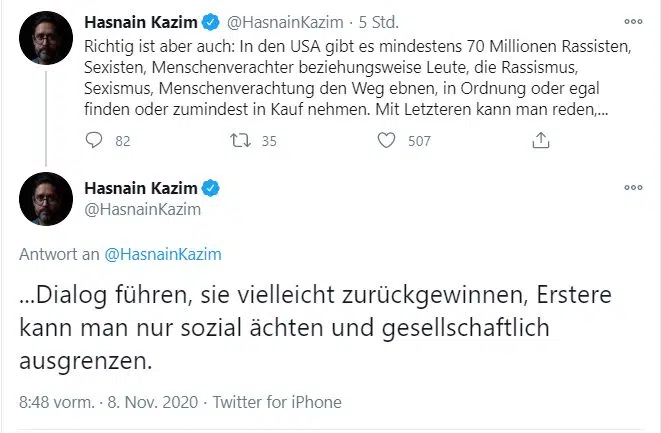 Hasnain Kazim @HasnainKazim · 5 Std.
Richtig ist aber auch: In den USA gibt es mindestens 70 Millionen Rassisten,
Sexisten, Menschenverachter beziehungsweise Leute, die Rassismus,
Sexismus, Menschenverachtung den Weg ebnen, in Ordnung oder egal
finden oder zumindest in Kauf nehmen. Mit Letzteren kann man reden,...
82 35 507
Hasnain Kazim
@HasnainKazim
Antwort an @HasnainKazim
...Dialog führen, sie vielleicht zurückgewinnen, Erstere
kann man nur sozial ächten und gesellschaftlich
ausgrenzen.
8:48 vorm. · 8. Nov. 2020 · Twitter for iPhone